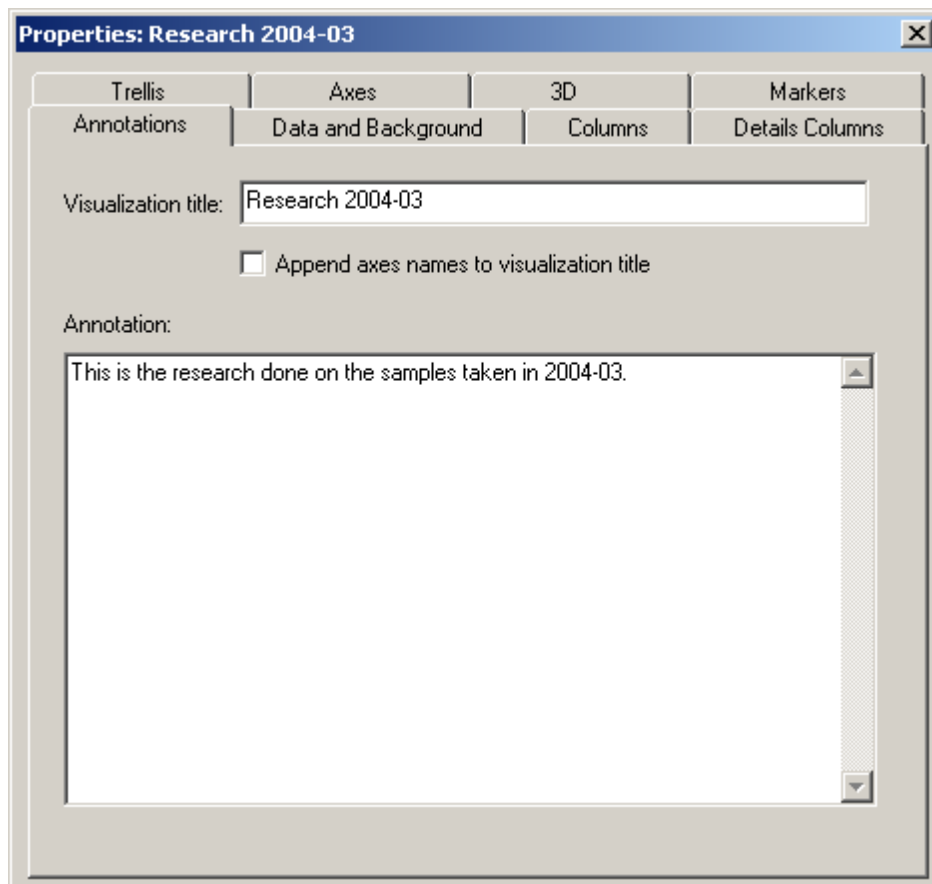 Properties: Research 2004-03
Trellis Axes 3D Markers
Annotations Data and Background Columns Details Columns
Visualization title: Research 2004-03
Append axes names to visualization title
Annotation:
This is the research done on the samples taken in 2004-03.